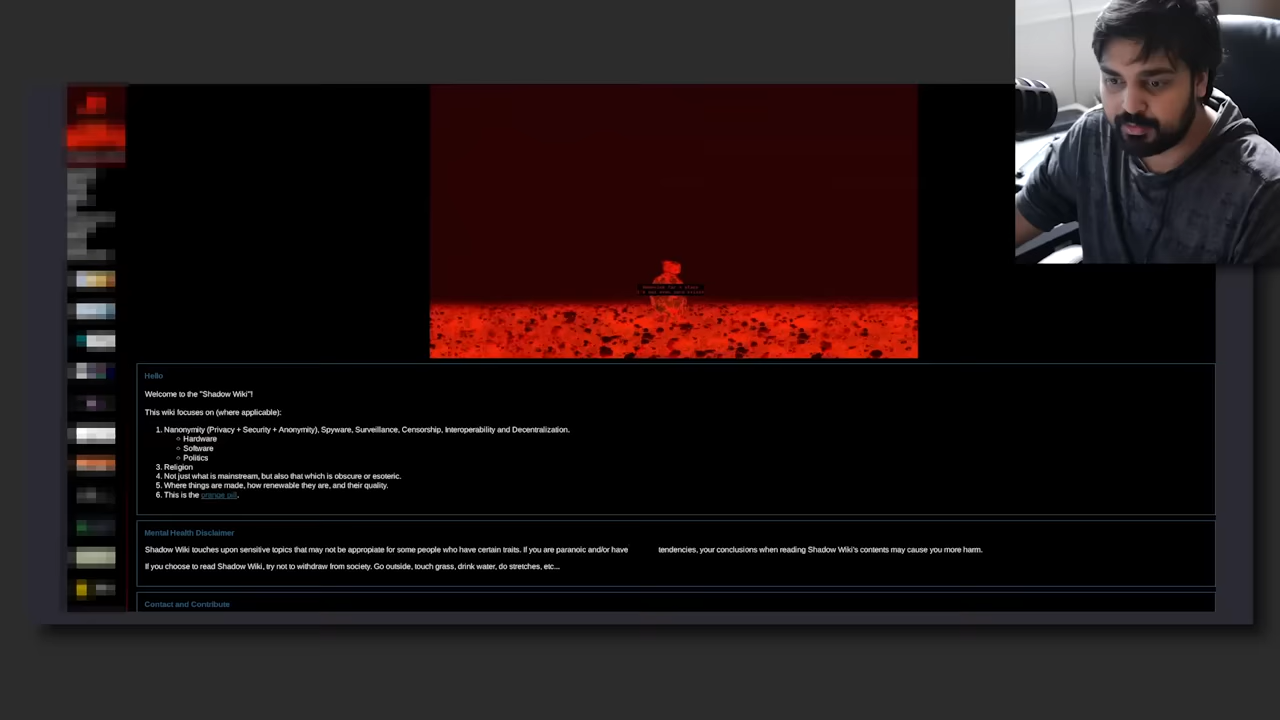 Hello
Welcome to the "Shadow Wiki"!
This wiki focuses on (where applicable):
1. Nanonymity (Privacy + Security + Anonymity), Spyware, Surveillance, Censorship, Interoperability and Decentralization.
○ Hardware
○ Software
○ Politics
3. Religion
4. Not just what is mainstream, but also that which is obscure or esoteric.
5. Where things are made, how renewable they are, and their quality.
6. This is the orange pill.
Mental Health Disclaimer
Shadow Wiki touches upon sensitive topics that may not be appropiate for some people who have certain traits. If you are paranoic and/or have tendencies, your conclusions when reading Shadow Wiki's contents may cause you more harm.
If you choose to read Shadow Wiki, try not to withdraw from society. Go outside, touch grass, drink water, do stretches, etc...
Contact and Contribute